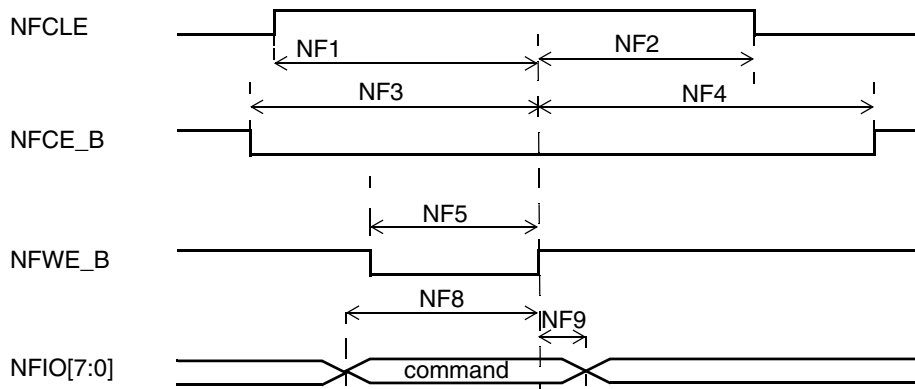 NFCLE
NF1
NF2
NF3
NF4
NFCE_B
NF5
NFWE_B
NF8
NF9
NFIO[7:0]
command